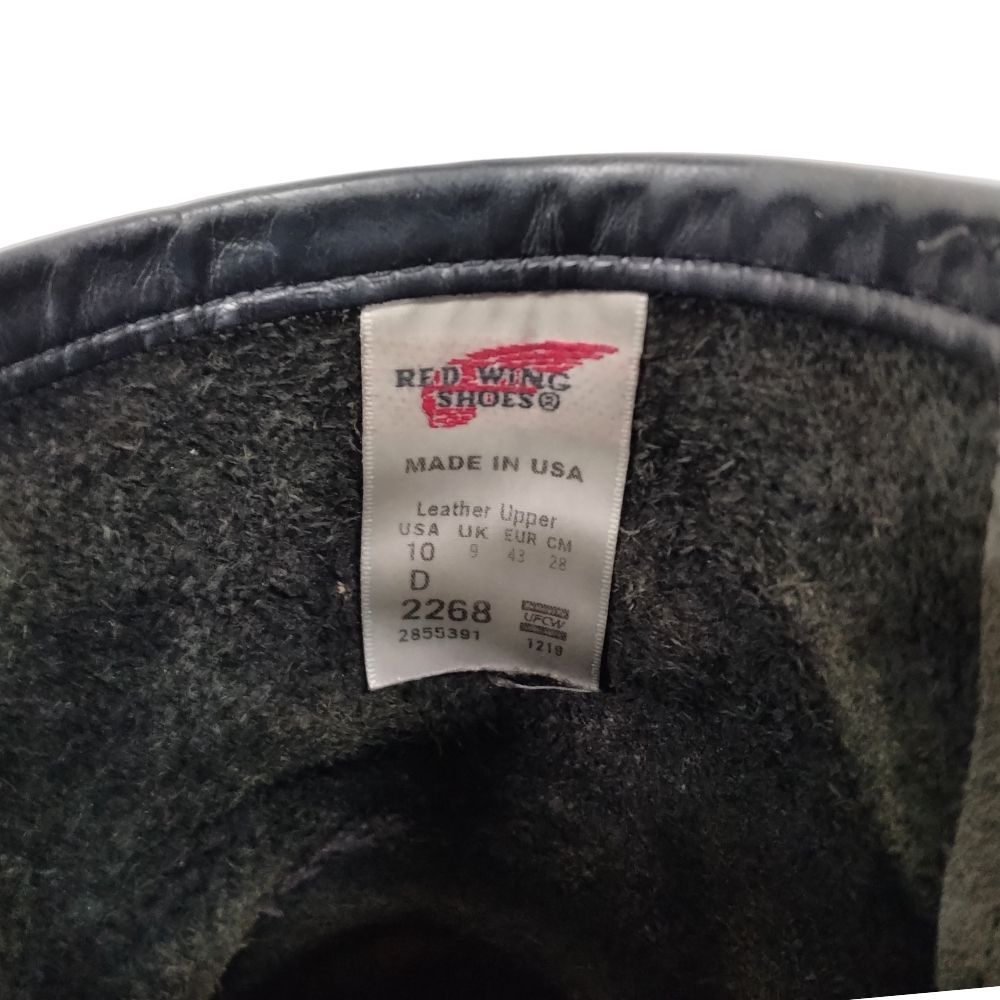 RED WING
SHOES®
MADE IN USA
Leather Upper
USA UK EUR CM
10 9 43 28
D
2268
UFCW
2855391
1219